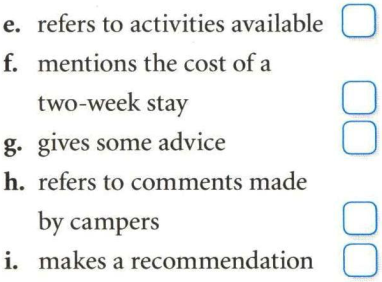 e. refers to activities available
f. mentions the cost of a
two-week stay
g. gives some advice
h. refers to comments made
by campers
i. makes a recommendation